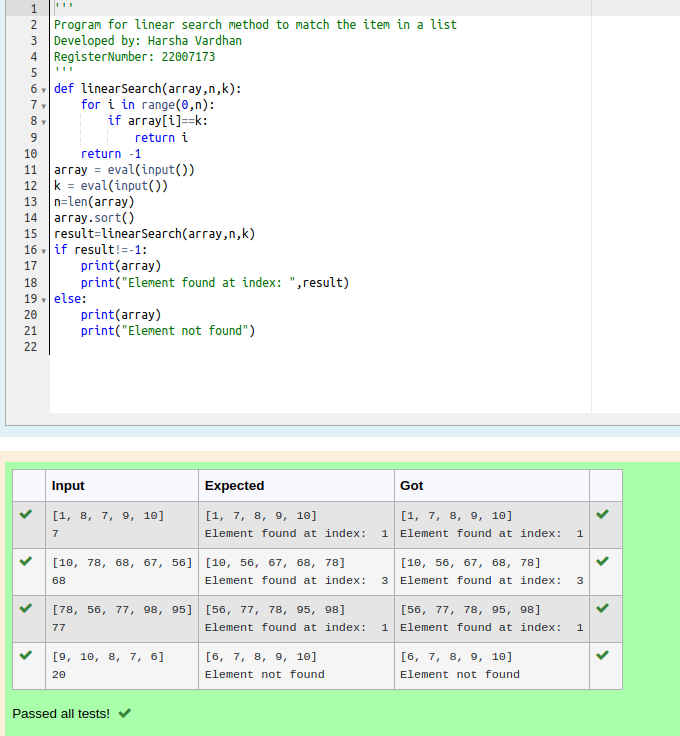 1 '''
2 Program for linear search method to match the item in a list
3 Developed by: Harsha Vardhan
4 RegisterNumber: 22007173
5 '''
6 def linearSearch(array,n,k):
7     for i in range(0,n):
8         if array[i]==k:
9             return i
10     return -1
11 array = eval(input())
12 k = eval(input())
13 n=len(array)
14 array.sort()
15 result=linearSearch(array,n,k)
16 if result!=-1:
17     print(array)
18     print("Element found at index: ",result)
19 else:
20     print(array)
21     print("Element not found")
22
Input Expected Got
[1, 8, 7, 9, 10] [1, 7, 8, 9, 10] [1, 7, 8, 9, 10]
7 Element found at index:  1 Element found at index:  1
[10, 78, 68, 67, 56] [10, 56, 67, 68, 78] [10, 56, 67, 68, 78]
68 Element found at index:  3 Element found at index:  3
[78, 56, 77, 98, 95] [56, 77, 78, 95, 98] [56, 77, 78, 95, 98]
77 Element found at index:  1 Element found at index:  1
[9, 10, 8, 7, 6] [6, 7, 8, 9, 10] [6, 7, 8, 9, 10]
20 Element not found Element not found
Passed all tests!